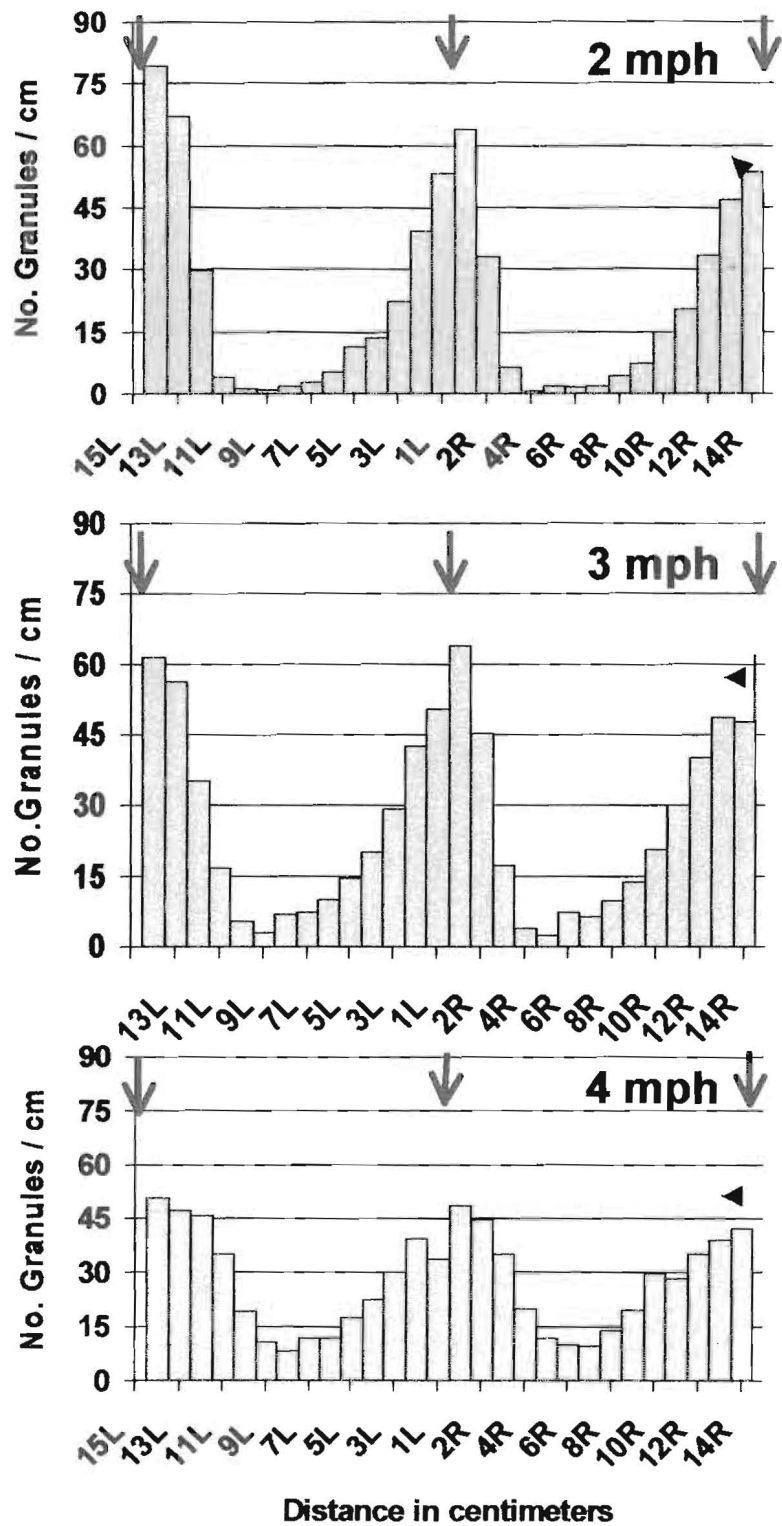 90
75
60
45
30
15
0
No. Granules / cm
2 mph
15L 13L 11L 9L 7L 5L 3L 1L 2R 4R 6R 8R 10R 12R 14R
90
75
60
45
30
15
0
No.Granules / cm
3 mph
13L 11L 9L 7L 5L 3L 1L 2R 4R 6R 8R 10R 12R 14R
90
75
60
45
30
15
0
No. Granules / cm
4 mph
15L 13L 11L 9L 7L 5L 3L 1L 2R 4R 6R 8R 10R 12R 14R
Distance in centimeters